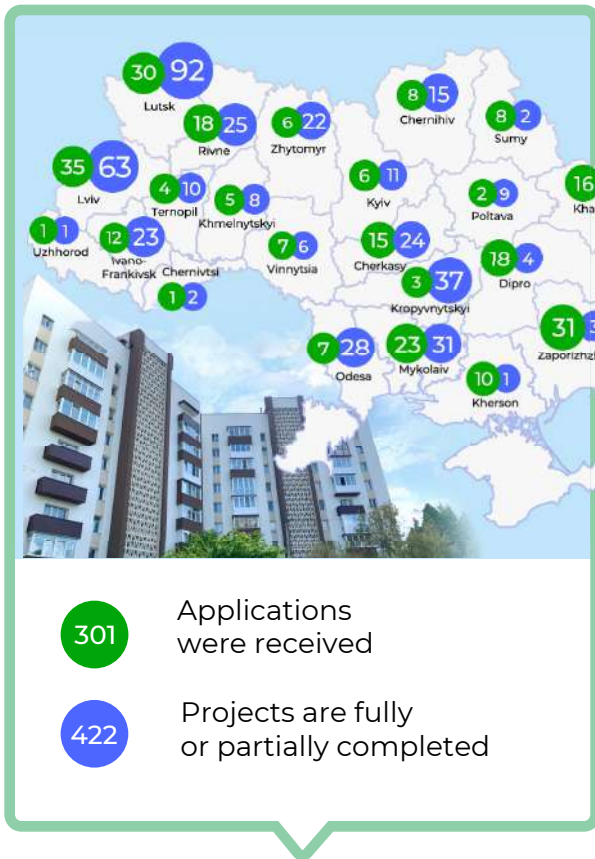 30 92
Lutsk
18 25
Rivne
6 22
Zhytomyr
8 15
Chernihiv
8 2
Sumy
35 63
Lviv
4 10
Ternopil
5 8
Khmelnytskyi
6 11
Kyiv
2 9
Poltava
16
Kha
1 1
Uzhhorod
12 23
Ivano-
Frankivsk
Chernivtsi
1 2
7 6
Vinnytsia
15 24
Cherkasy
3 37
Kropyvnytskyi
18 4
Dipro
7 28
Odesa
23 31
Mykolaiv
31 3
Zaporizhzh
10 1
Kherson
301
Applications
were received
422
Projects are fully
or partially completed